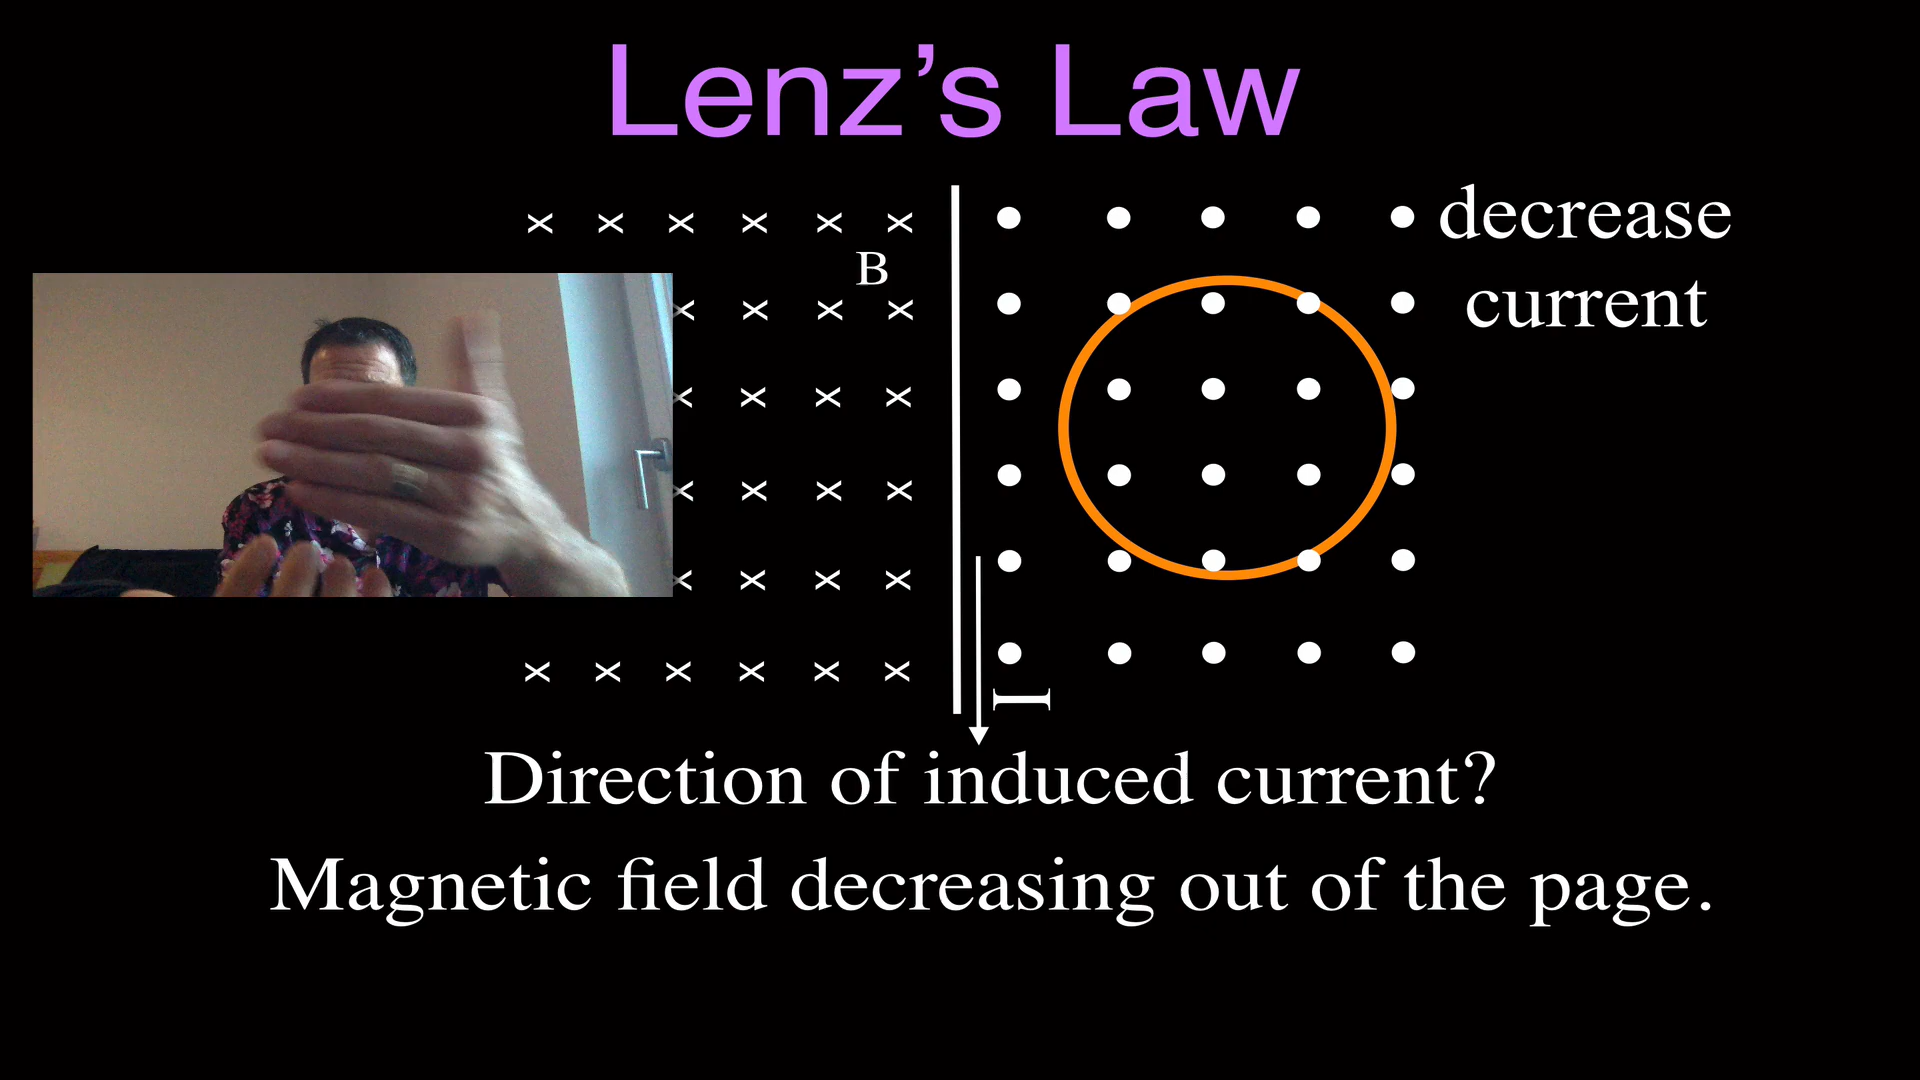 Lenz’s Law
decrease
current
B
I
Direction of induced current?
Magnetic field decreasing out of the page.